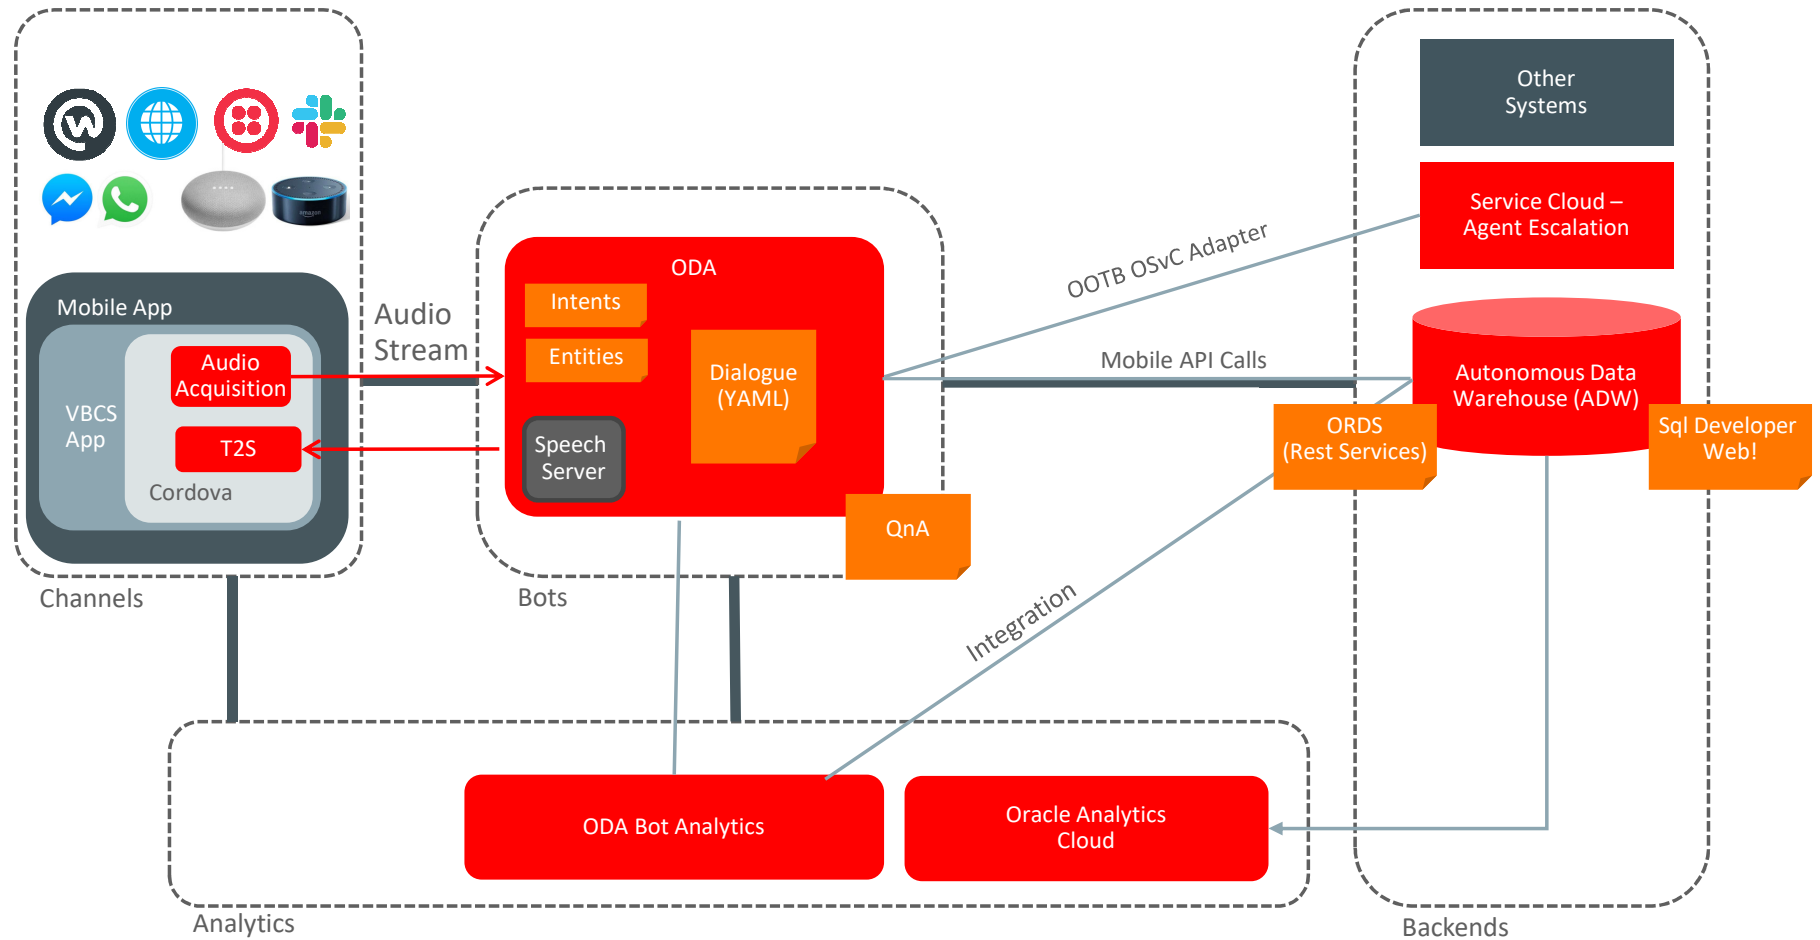 Mobile App
VBCS
App
Audio
Acquisition
T2S
Cordova
Channels
Audio
Stream
ODA
Intents
Entities
Dialogue
(YAML)
Speech
Server
QnA
Bots
OOTB OSvC Adapter
Mobile API Calls
Integration
Other
Systems
Service Cloud –
Agent Escalation
Autonomous Data
Warehouse (ADW)
ORDS
(Rest Services)
Sql Developer
Web!
Backends
ODA Bot Analytics
Oracle Analytics
Cloud
Analytics
amazon